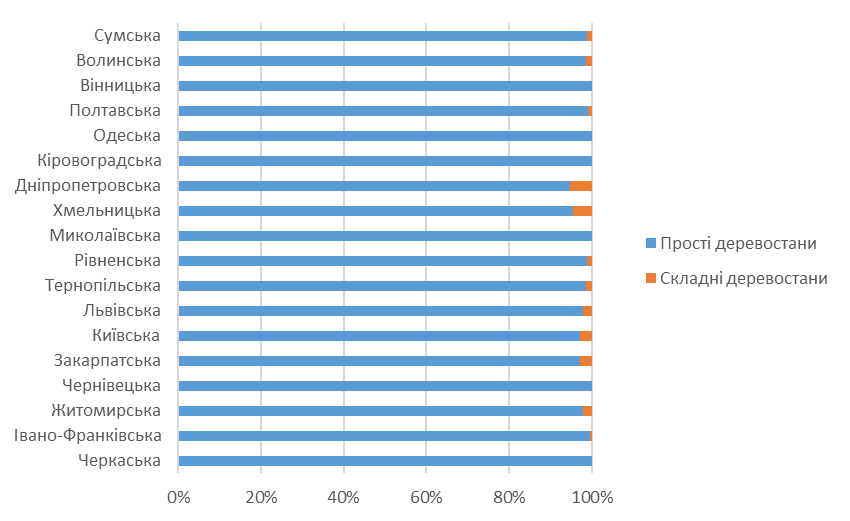 Сумська
Волинська
Вінницька
Полтавська
Одеська
Кіровоградська
Дніпропетровська
Хмельницька
Миколаївська
Рівненська
Тернопільська
Львівська
Київська
Закарпатська
Чернівецька
Житомирська
Івано-Франківська
Черкаська
0% 20% 40% 60% 80% 100%
Прості деревостани
Складні деревостани